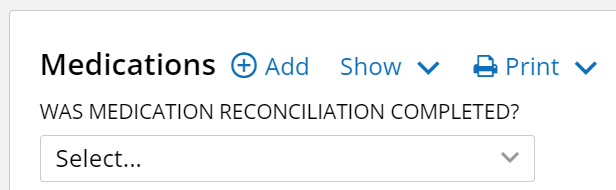 Medications Add Show Print
WAS MEDICATION RECONCILIATION COMPLETED?
Select...